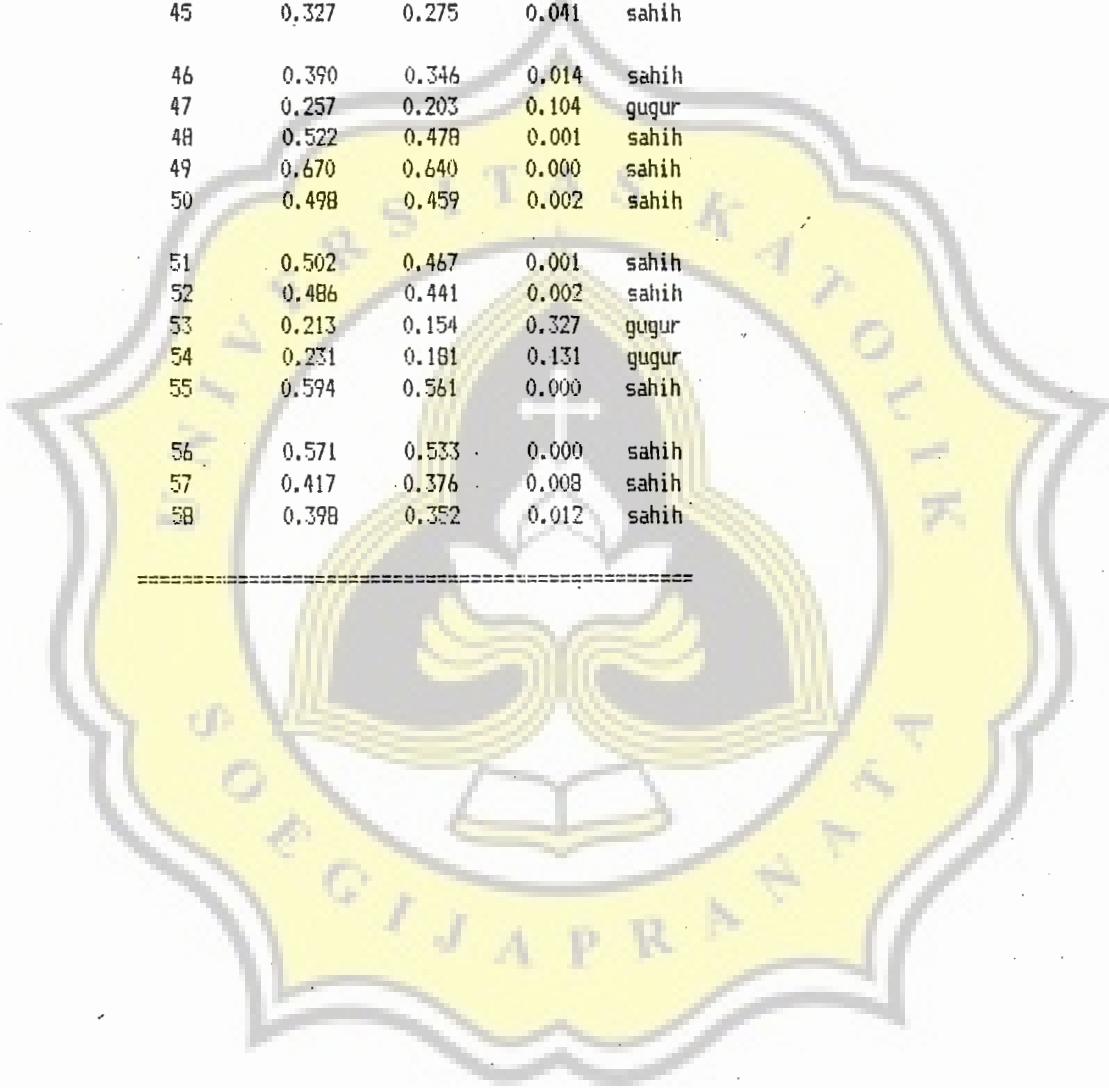 45 0.327 0.275 0.041 sahih
46 0.390 0.346 0.014 sahih
47 0.257 0.203 0.104 gugur
48 0.522 0.478 0.001 sahih
49 0.670 0.640 0.000 sahih
50 0.498 0.459 0.002 sahih
51 0.502 0.467 0.001 sahih
52 0.486 0.441 0.002 sahih
53 0.213 0.154 0.327 gugur
54 0.231 0.181 0.131 gugur
55 0.594 0.561 0.000 sahih
56 0.571 0.533 0.000 sahih
57 0.417 0.376 0.008 sahih
58 0.398 0.352 0.012 sahih
UNIVERSITAS KATOLIK
SOEGIJAPRANATA